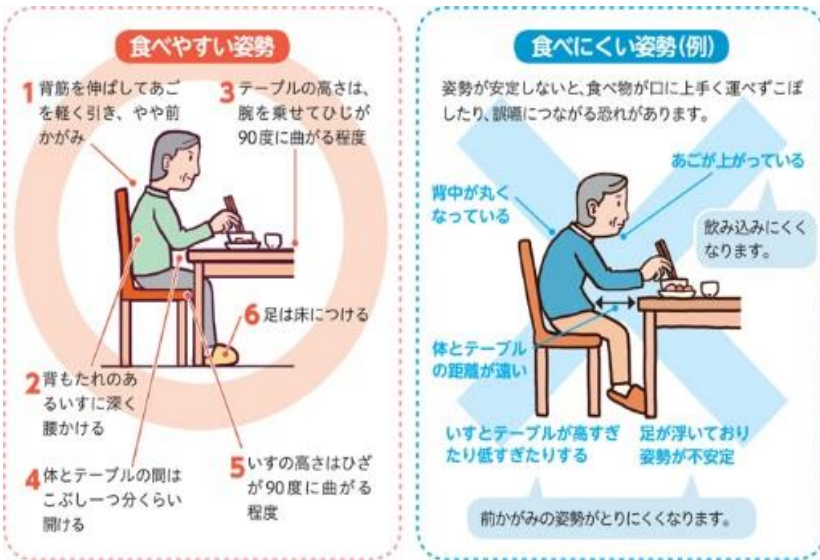 食べやすい姿勢
1 背筋を伸ばしてあご
を軽く引き、やや前
かがみ
3 テーブルの高さは、
腕を乗せてひじが
90度に曲がる程度
6 足は床につける
2 背もたれのあ
るいすに深く
腰かける
4 体とテーブルの間は
こぶし一つ分くらい
開ける
5 いすの高さはひざ
が90度に曲がる
程度
食べにくい姿勢(例)
姿勢が安定しないと、食べ物が口に上手く運べずこぼ
したり、誤嚥につながる恐れがあります。
あごが上がっている
背中が丸く
なっている
飲み込みにくく
なります。
体とテーブル
の距離が遠い
いすとテーブルが高すぎ
たり低すぎたりする
足が浮いており
姿勢が不安定
前かがみの姿勢がとりにくくなります。